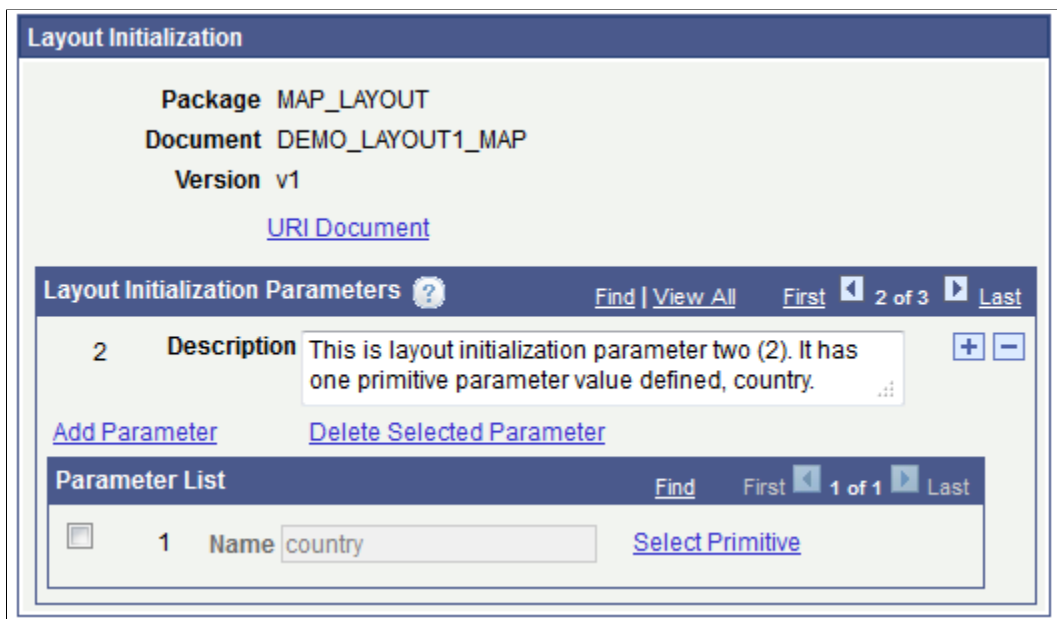 Layout Initialization
Package MAP_LAYOUT
Document DEMO_LAYOUT1_MAP
Version v1
URI Document
Layout Initialization Parameters ? Find | View All First 2 of 3 Last
2 Description This is layout initialization parameter two (2). It has
one primitive parameter value defined, country.
+ −
Add Parameter Delete Selected Parameter
Parameter List Find First 1 of 1 Last
1 Name country Select Primitive